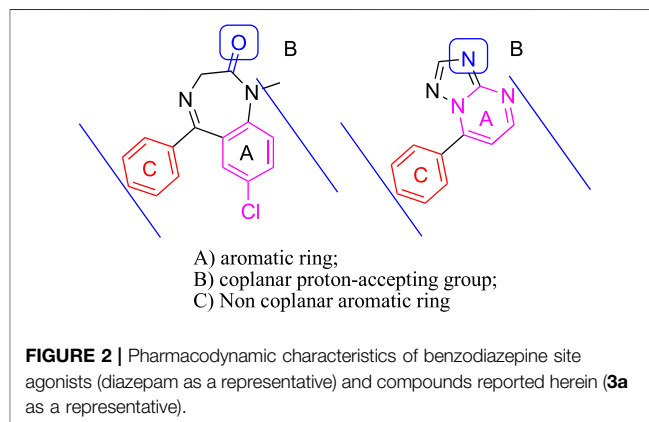 O
B
N
N
A
C
Cl
N
B
N
N
N
A
C
A) aromatic ring;
B) coplanar proton-accepting group;
C) Non coplanar aromatic ring
FIGURE 2 | Pharmacodynamic characteristics of benzodiazepine site
agonists (diazepam as a representative) and compounds reported herein (3a
as a representative).